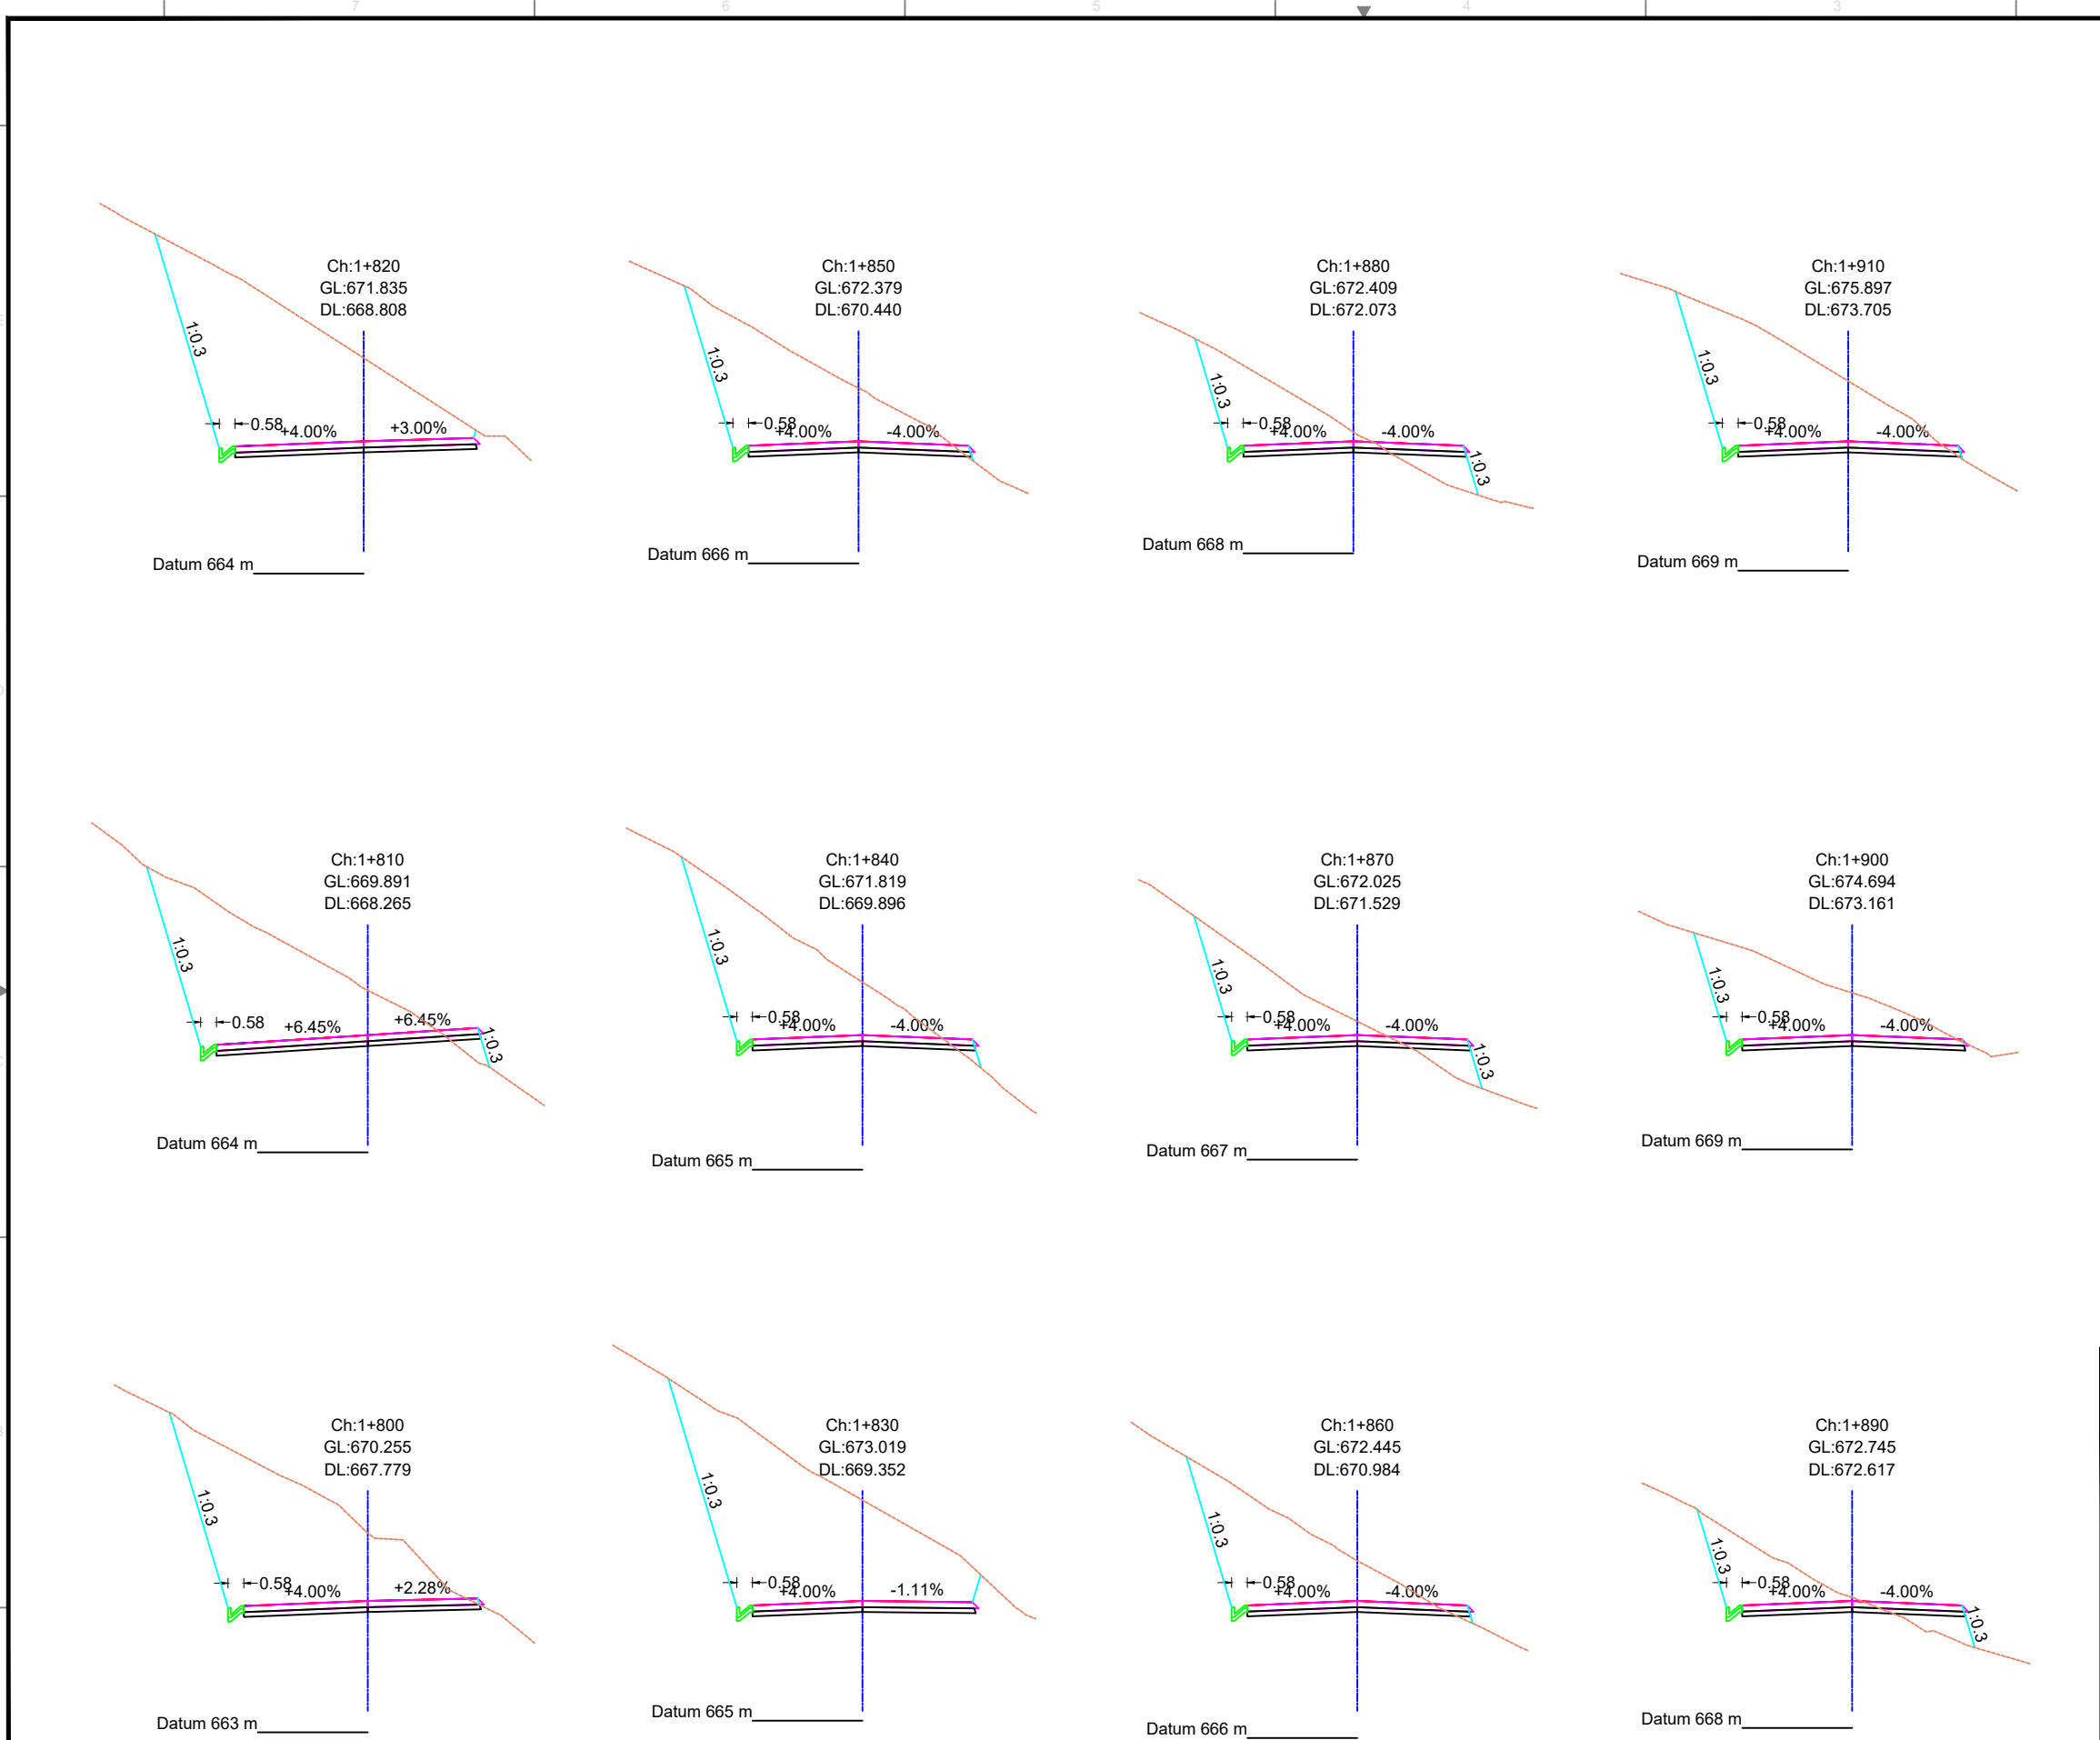 7 6 5 4 3
Ch:1+820
GL:671.835
DL:668.808
1:0.3
0.58
+4.00%
+3.00%
Datum 664 m
Ch:1+850
GL:672.379
DL:670.440
1:0.3
0.58
+4.00%
-4.00%
Datum 666 m
Ch:1+880
GL:672.409
DL:672.073
1:0.3
0.58
+4.00%
-4.00%
1:0.3
Datum 668 m
Ch:1+910
GL:675.897
DL:673.705
1:0.3
0.58
+4.00%
-4.00%
Datum 669 m
Ch:1+810
GL:669.891
DL:668.265
1:0.3
0.58
+6.45%
+6.45%
1:0.3
Datum 664 m
Ch:1+840
GL:671.819
DL:669.896
1:0.3
0.58
+4.00%
-4.00%
Datum 665 m
Ch:1+870
GL:672.025
DL:671.529
1:0.3
0.58
+4.00%
-4.00%
1:0.3
Datum 667 m
Ch:1+900
GL:674.694
DL:673.161
1:0.3
0.58
+4.00%
-4.00%
Datum 669 m
Ch:1+800
GL:670.255
DL:667.779
1:0.3
0.58
+4.00%
+2.28%
Datum 663 m
Ch:1+830
GL:673.019
DL:669.352
1:0.3
0.58
+4.00%
-1.11%
Datum 665 m
Ch:1+860
GL:672.445
DL:670.984
1:0.3
0.58
+4.00%
-4.00%
Datum 666 m
Ch:1+890
GL:672.745
DL:672.617
1:0.3
0.58
+4.00%
-4.00%
1:0.3
Datum 668 m